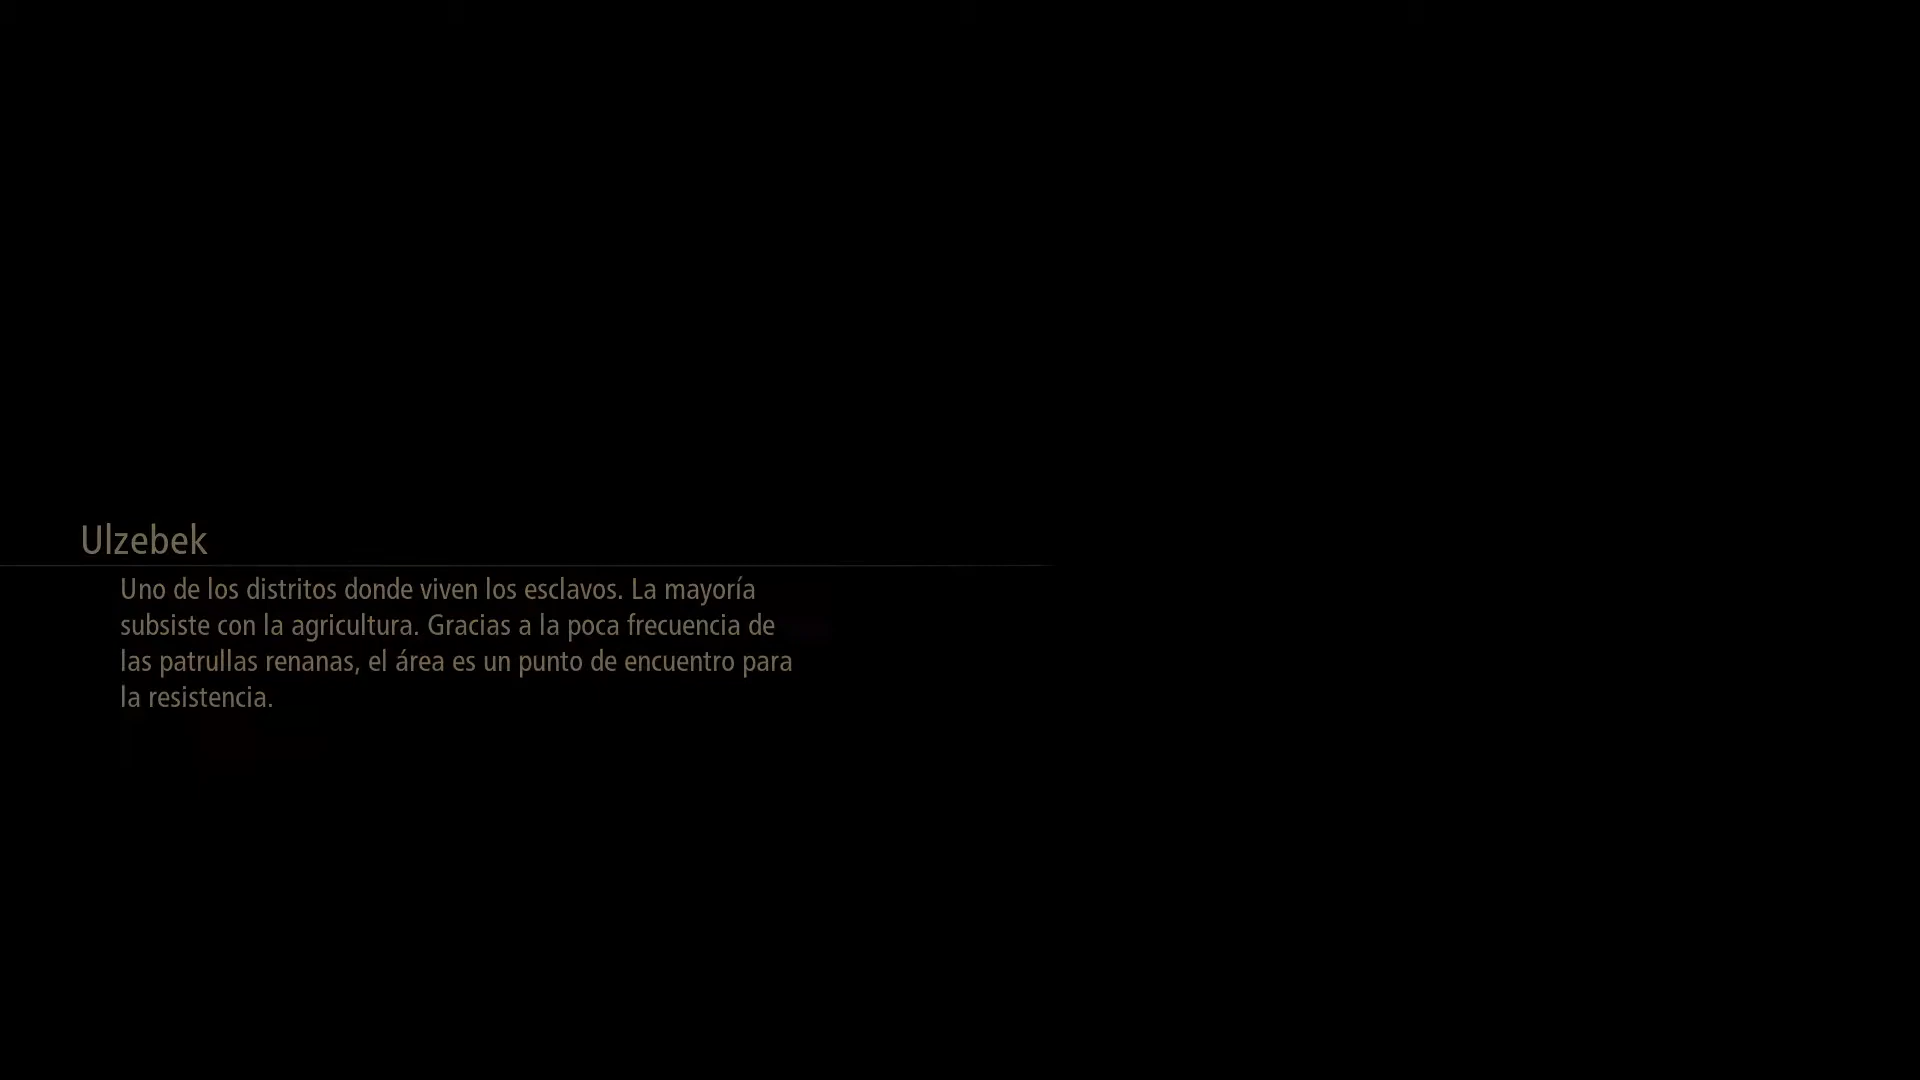 Ulzebek
Uno de los distritos donde viven los esclavos. La mayoría
subsiste con la agricultura. Gracias a la poca frecuencia de
las patrullas renanas, el área es un punto de encuentro para
la resistencia.